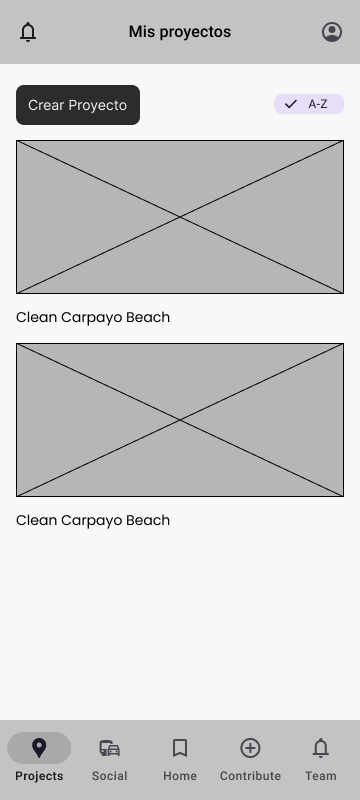 Mis proyectos
Crear Proyecto
A-Z
Clean Carpayo Beach
Clean Carpayo Beach
Projects
Social
Home
Contribute
Team